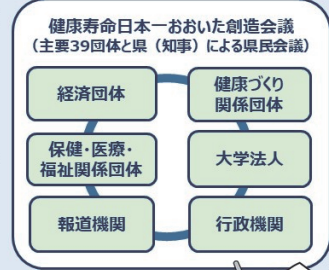 健康寿命日本一おおいた創造会議
（主要39団体と県（知事）による県民会議）
経済団体
健康づくり
関係団体
保健・医療・
福祉関係団体
大学法人
報道機関
行政機関